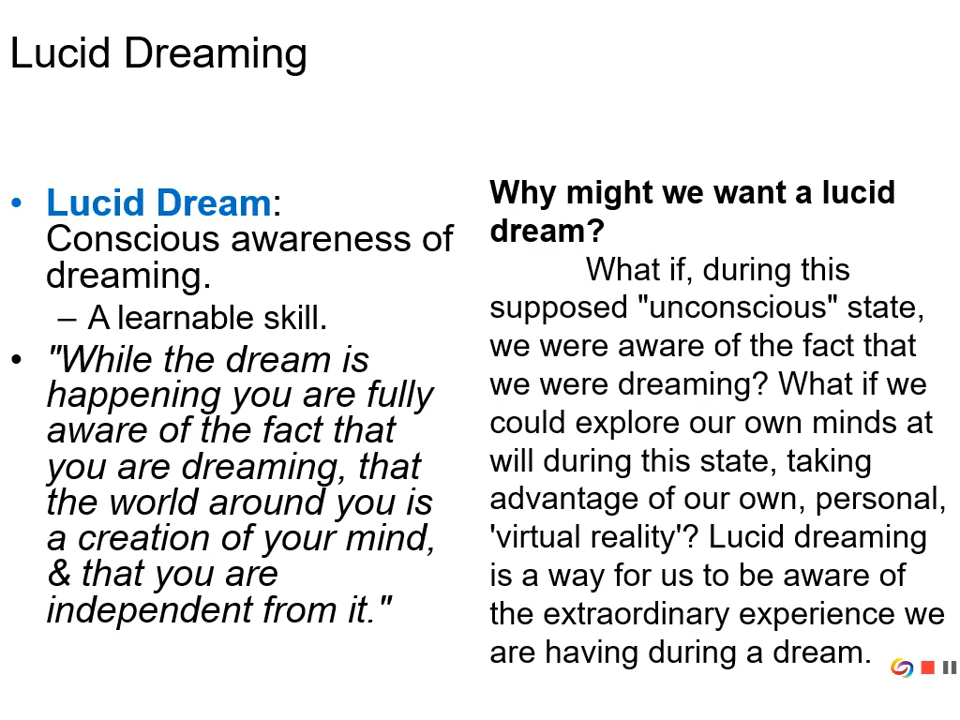 Lucid Dreaming
• Lucid Dream:
Conscious awareness of
dreaming.
– A learnable skill.
• "While the dream is
happening you are fully
aware of the fact that
you are dreaming, that
the world around you is
a creation of your mind,
& that you are
independent from it."
Why might we want a lucid
dream?
What if, during this
supposed "unconscious" state,
we were aware of the fact that
we were dreaming? What if we
could explore our own minds at
will during this state, taking
advantage of our own, personal,
'virtual reality'? Lucid dreaming
is a way for us to be aware of
the extraordinary experience we
are having during a dream.